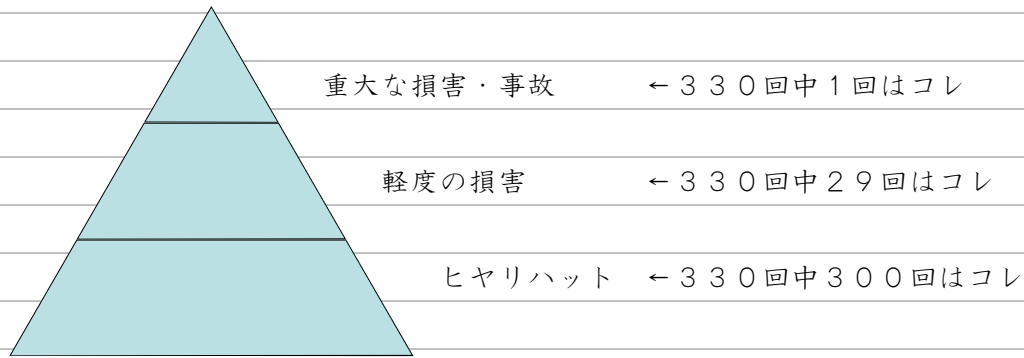 重大な損害・事故 ←３３０回中１回はコレ
軽度の損害 ←３３０回中２９回はコレ
ヒヤリハット ←３３０回中３００回はコレ